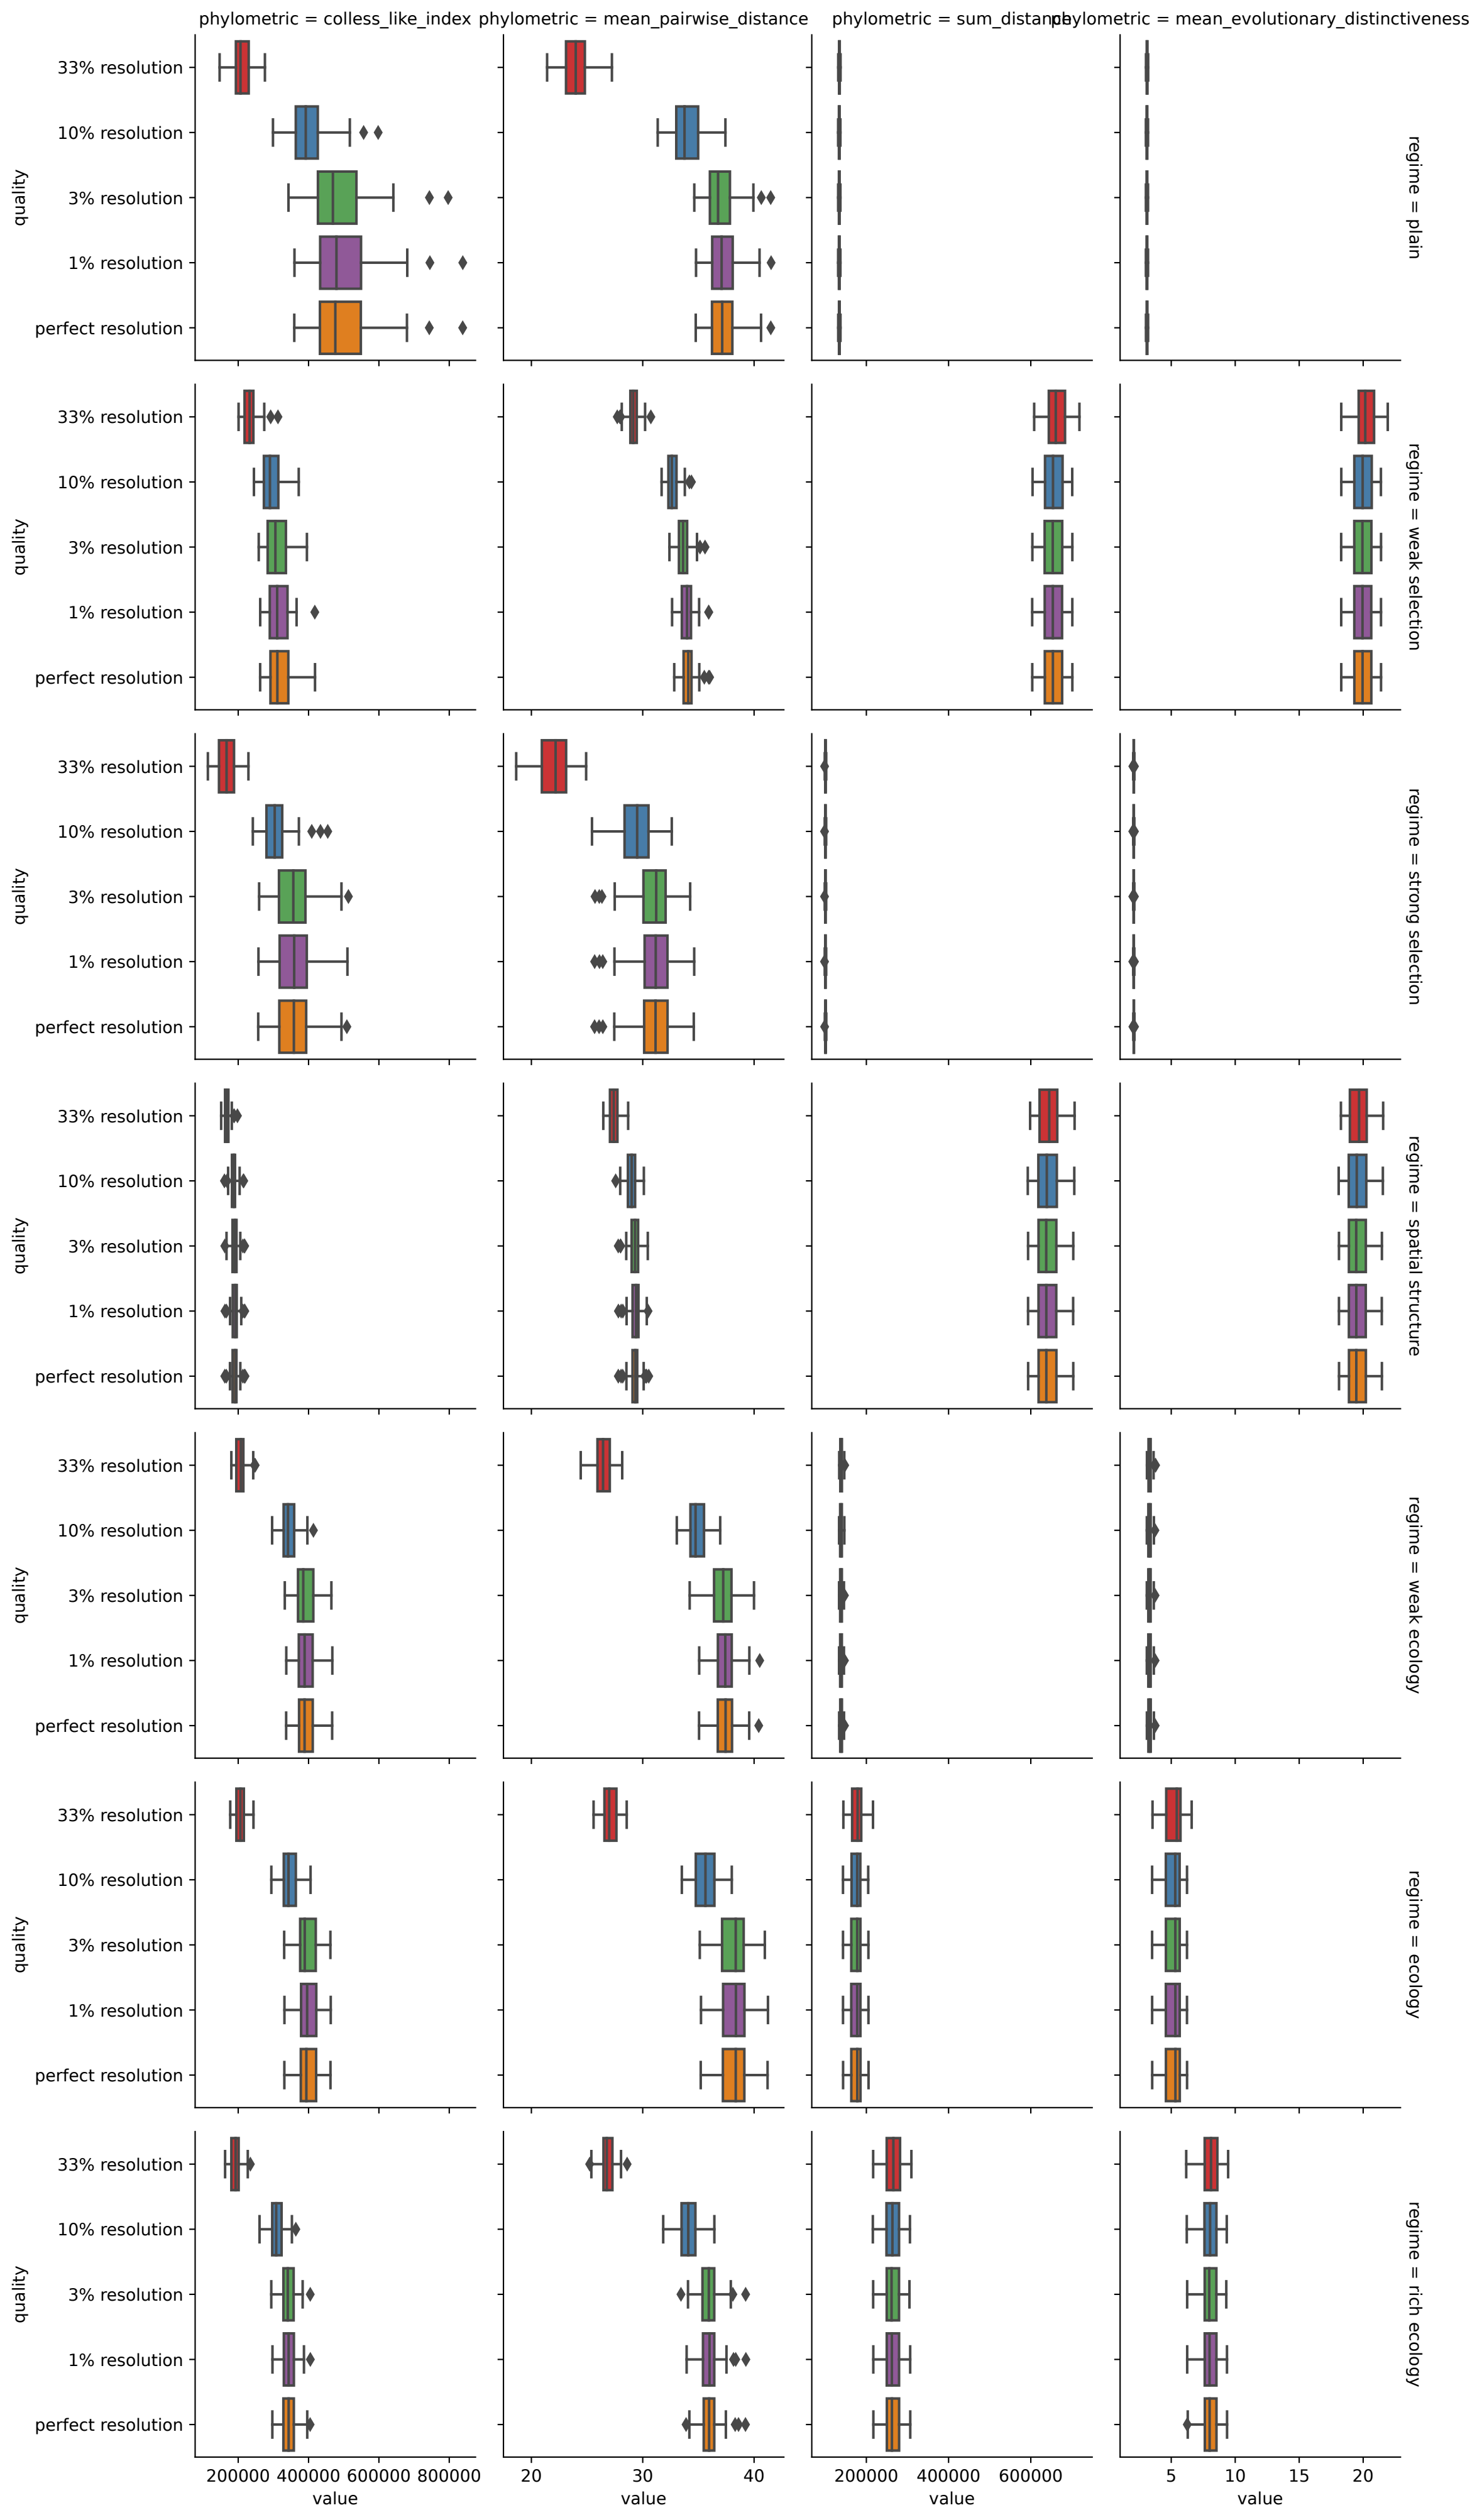 phylometric = colless_like_index phylometric = mean_pairwise_distance phylometric = sum_distance phylometric = mean_evolutionary_distinctiveness
33% resolution
10% resolution
3% resolution
1% resolution
perfect resolution
quality
regime = plain
33% resolution
10% resolution
3% resolution
1% resolution
perfect resolution
quality
regime = weak selection
33% resolution
10% resolution
3% resolution
1% resolution
perfect resolution
quality
regime = strong selection
33% resolution
10% resolution
3% resolution
1% resolution
perfect resolution
quality
regime = spatial structure
33% resolution
10% resolution
3% resolution
1% resolution
perfect resolution
quality
regime = weak ecology
33% resolution
10% resolution
3% resolution
1% resolution
perfect resolution
quality
regime = ecology
33% resolution
10% resolution
3% resolution
1% resolution
perfect resolution
quality
regime = rich ecology
200000 400000 600000 800000 20 30 40 200000 400000 600000 5 10 15 20
value value value value